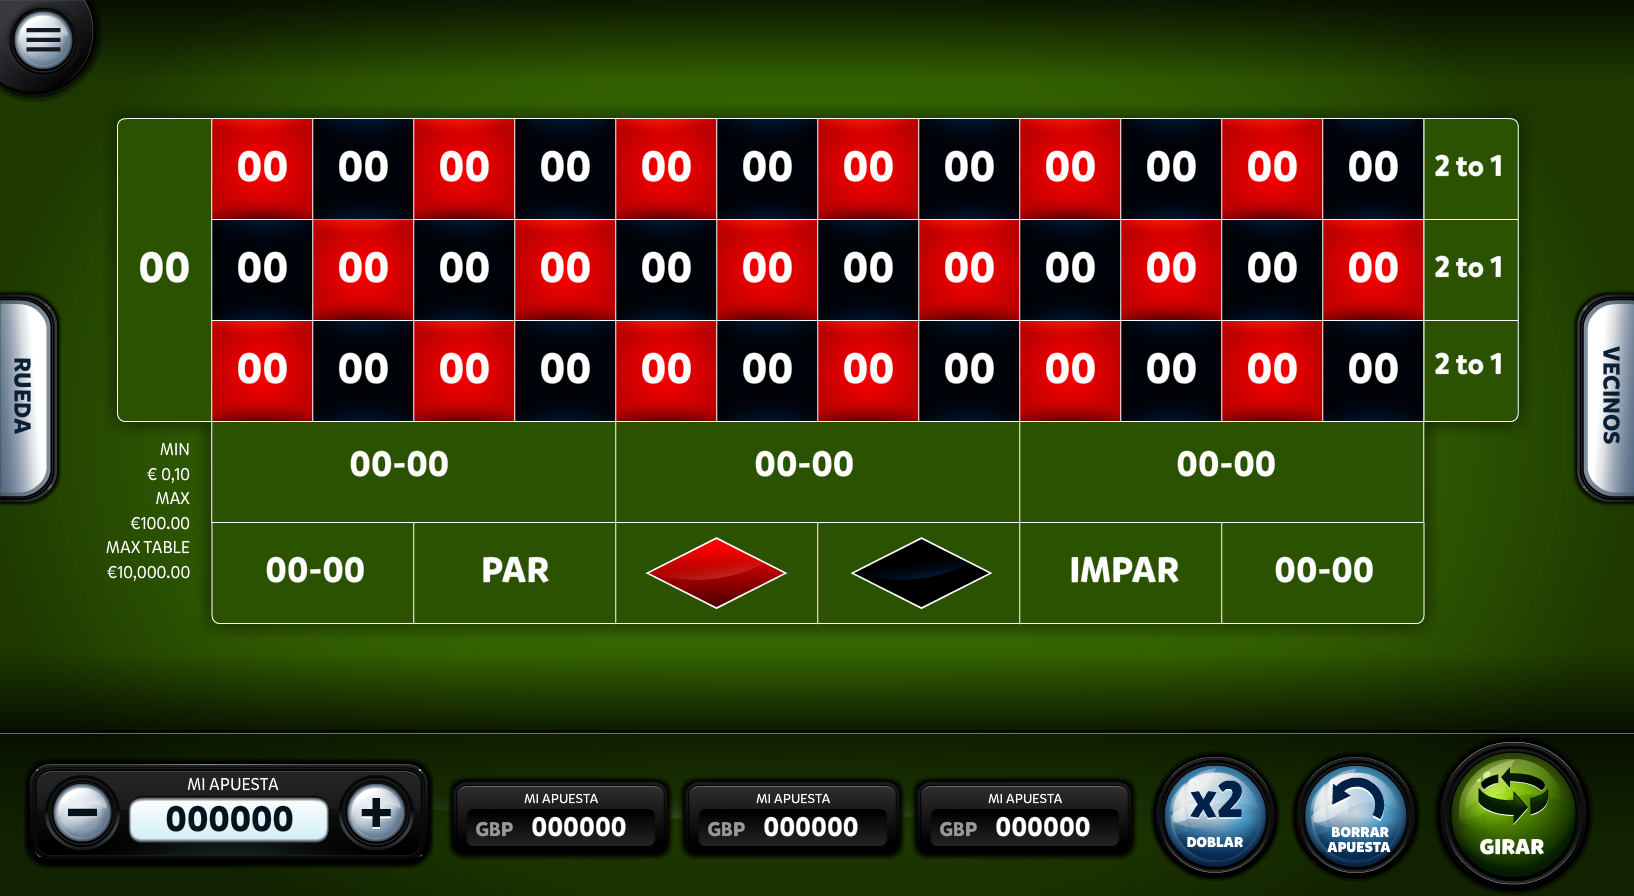 00 00 00 00 00 00 00 00 00 00 00 00 2 to 1
00 00 00 00 00 00 00 00 00 00 00 00 00 2 to 1
00 00 00 00 00 00 00 00 00 00 00 00 2 to 1
RUEDA
VECINOS
MIN
€ 0,10
MAX
€100.00
MAX TABLE
€10,000.00
00-00 00-00 00-00
00-00 PAR IMPAR 00-00
MI APUESTA
000000
MI APUESTA
GBP 000000
MI APUESTA
GBP 000000
MI APUESTA
GBP 000000
x2
DOBLAR
BORRAR
APUESTA
GIRAR